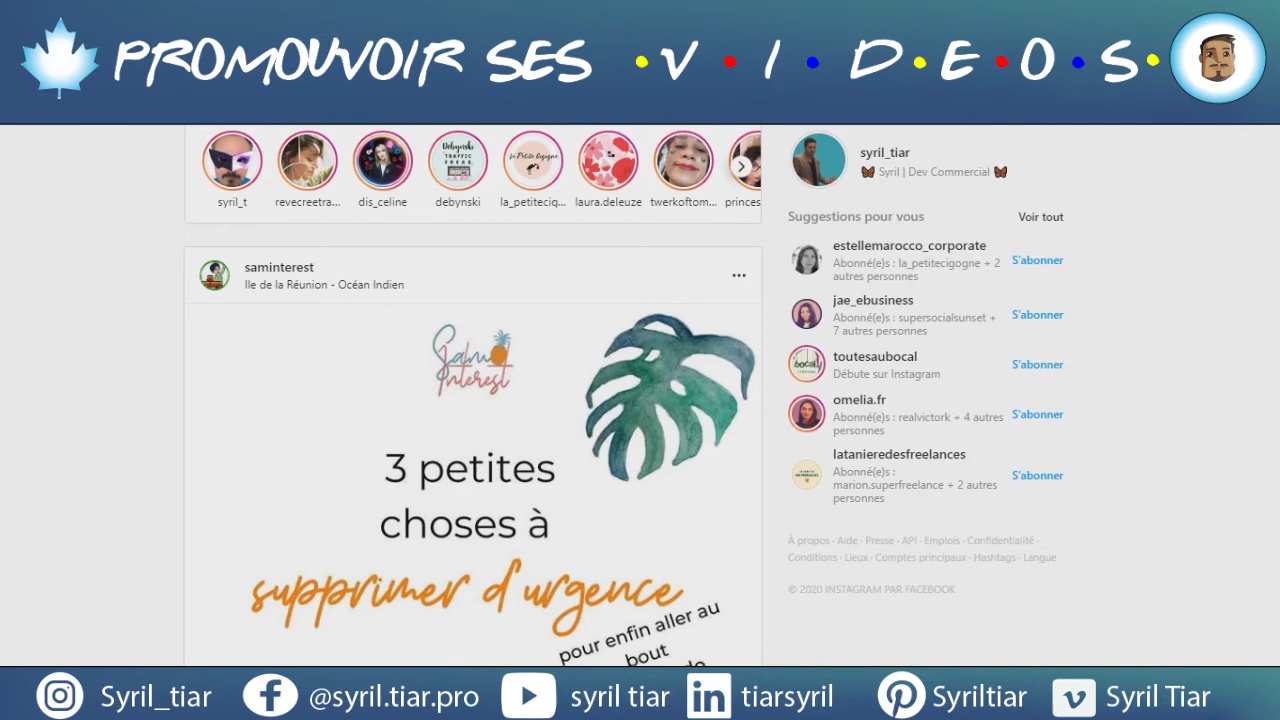 PROMOUVOIR SES • V • I • D • E • O • S •
syril_t
revecreetra...
dis_celine
debynski
la_petitecig...
laura.deleuze
twerkoftom...
princes
syril_tiar
🦋 Syril | Dev Commercial 🦋
Suggestions pour vous
Voir tout
estellemarocco_corporate
Abonné(e)s : la_petitecigogne + 2
autres personnes
S'abonner
jae_ebusiness
Abonné(e)s : supersocialsunset +
7 autres personnes
S'abonner
toutesaubocal
Débute sur Instagram
S'abonner
omelia.fr
Abonné(e)s : realvictork + 4 autres
personnes
S'abonner
latanieredesfreelances
Abonné(e)s :
marion.superfreelance + 2 autres
personnes
S'abonner
À propos · Aide · Presse · API · Emplois · Confidentialité ·
Conditions · Lieux · Comptes principaux · Hashtags · Langue
© 2020 INSTAGRAM PAR FACEBOOK
saminterest
Ile de la Réunion - Océan Indien
Interest
3 petites
choses à
supprimer d'urgence
pour enfin aller au
bout
Syril_tiar
@syril.tiar.pro
syril tiar
tiarsyril
Syriltiar
Syril Tiar